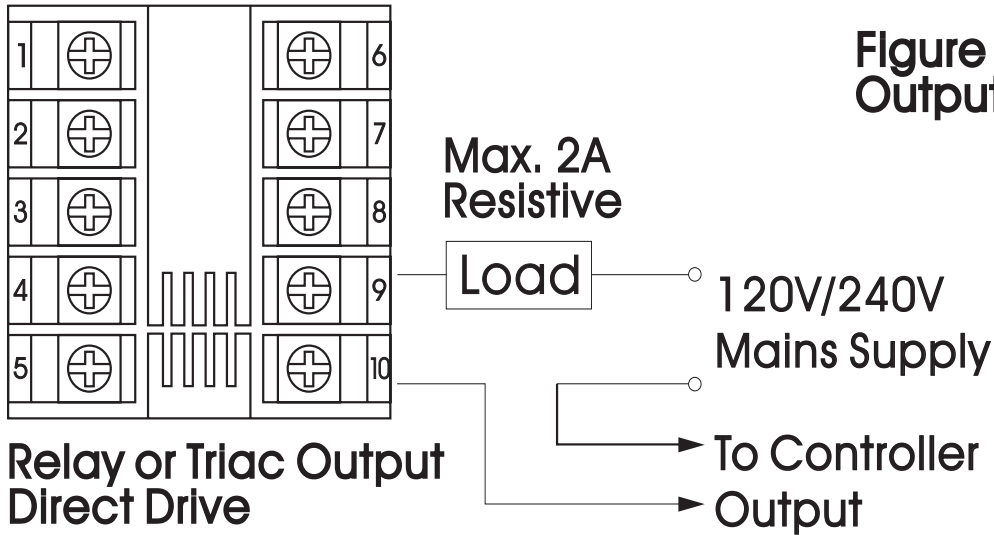 1
2
3
4
5
6
7
8
9
10
Figure
Output
Max. 2A
Resistive
Load
120V/240V
Mains Supply
To Controller
Output
Relay or Triac Output
Direct Drive